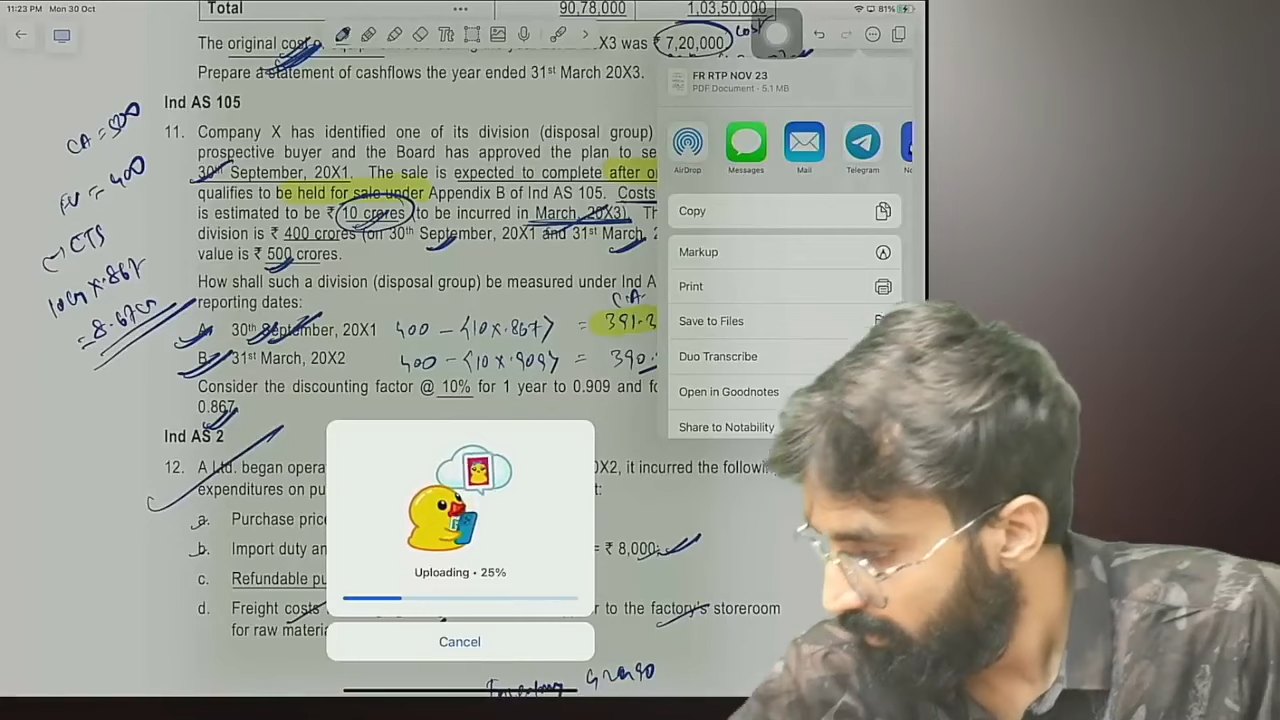 11:23 PM Mon 30 Oct
81%
Total 90,78,000 1,03,50,000
cost
The original cost X3 was ₹ 7,20,000
Prepare a statement of cashflows the year ended 31st March 20X3.
Ind AS 105
11. Company X has identified one of its division (disposal group)
prospective buyer and the Board has approved the plan to se
30th September, 20X1. The sale is expected to complete after o
qualifies to be held for sale under Appendix B of Ind AS 105. Costs
is estimated to be ₹ 10 crores (to be incurred in March, 20X3). Th
division is ₹ 400 crores (on 30th September, 20X1 and 31st March, 2
value is ₹ 500 crores.
How shall such a division (disposal group) be measured under Ind A
reporting dates:
CA
A. 30th September, 20X1 400 - {10 x .867} = 391.3
B. 31st March, 20X2 400 - {10 x .909} = 390.
Consider the discounting factor @ 10% for 1 year to 0.909 and fo
0.867.
Ind AS 2
12. A Ltd. began opera 0X2, it incurred the followi
expenditures on pu t:
a. Purchase price
b. Import duty an = ₹ 8,000;
c. Refundable pu
d. Freight costs r to the factory's storeroom
for raw materia
Inventory
CA = 500
FV = 400
(-) CTS
10Cr x .867
= 8.67Cr
FR RTP NOV 23
PDF Document · 5.1 MB
AirDrop
Messages
Mail
Telegram
No
Copy
Markup
Print
Save to Files
Duo Transcribe
Open in Goodnotes
Share to Notability
Uploading • 25%
Cancel